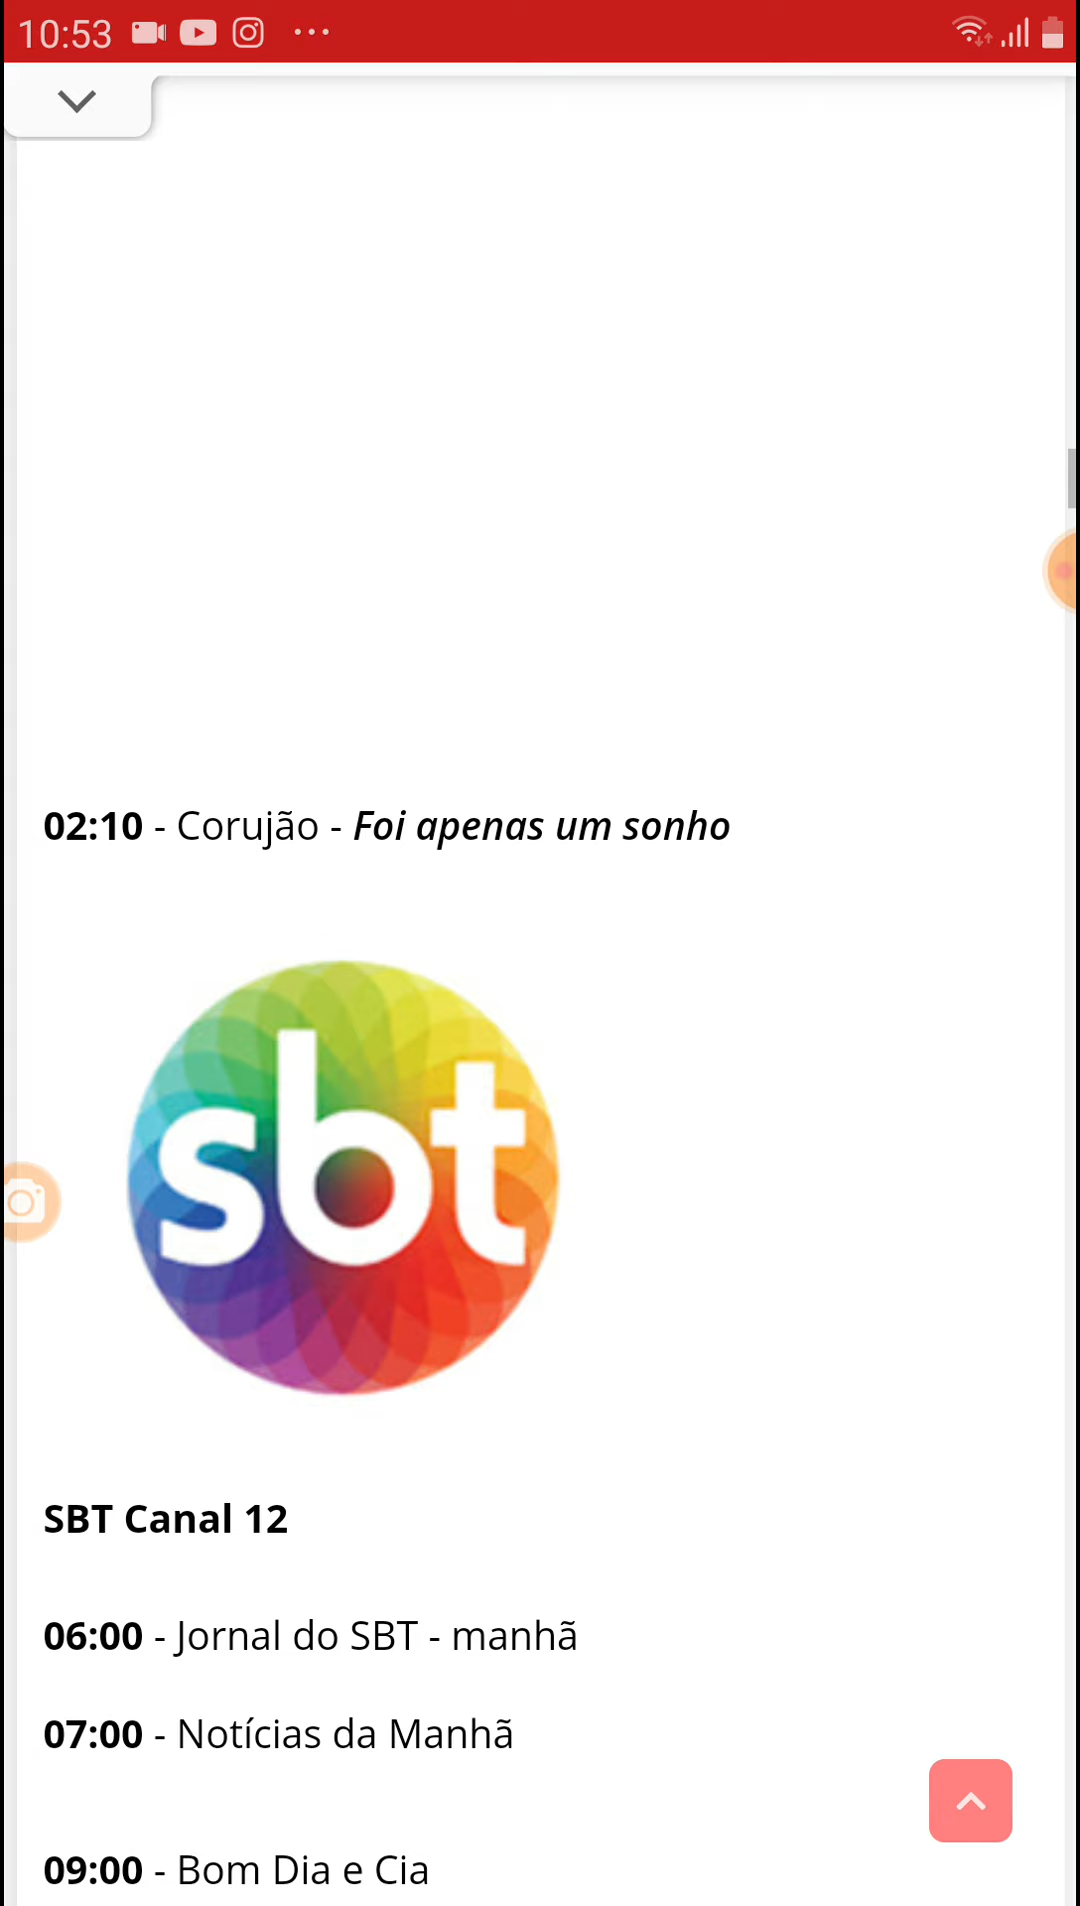 10:53
02:10 - Corujão - Foi apenas um sonho
sbt
SBT Canal 12
06:00 - Jornal do SBT - manhã
07:00 - Notícias da Manhã
09:00 - Bom Dia e Cia